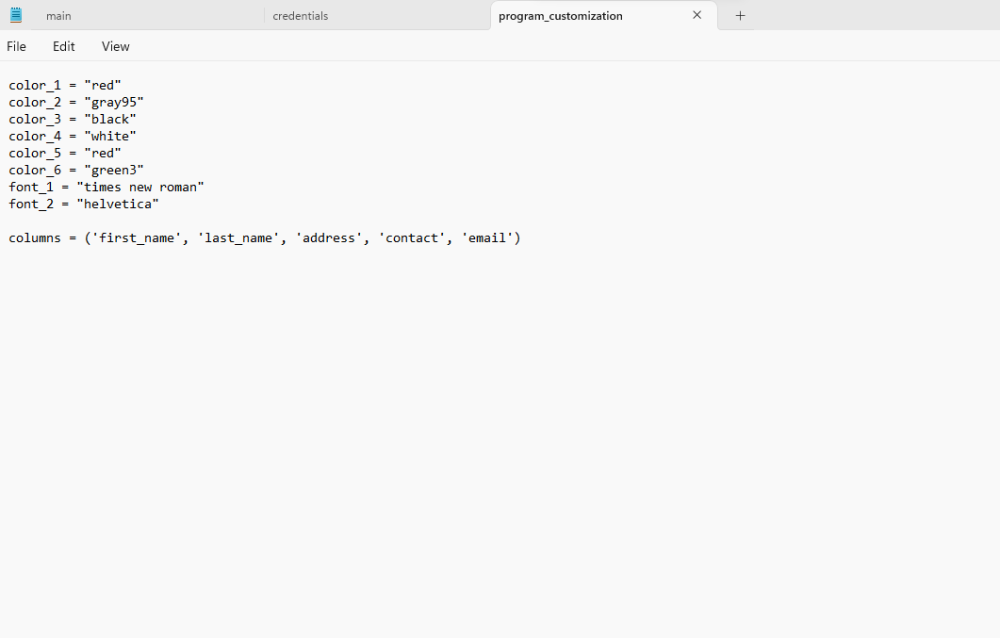 main
credentials
program_customization
File Edit View
color_1 = "red"
color_2 = "gray95"
color_3 = "black"
color_4 = "white"
color_5 = "red"
color_6 = "green3"
font_1 = "times new roman"
font_2 = "helvetica"
columns = ('first_name', 'last_name', 'address', 'contact', 'email')